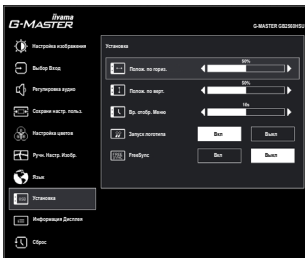 iiyama
G-MASTER
G-MASTER GB2560HSU
Настройка изображения
Выбор Вход
Регулировка аудио
Сохрани настр. польз.
Настройка цветов
Ручн. Настр. Изобр.
Язык
Установка
Информация Дисплея
Сброс
Установка
Полож. по гориз.
50%
Полож. по верт.
50%
Вр. отобр. Меню
10s
Запуск логотипа
Вкл
Выкл
FreeSync
Вкл
Выкл